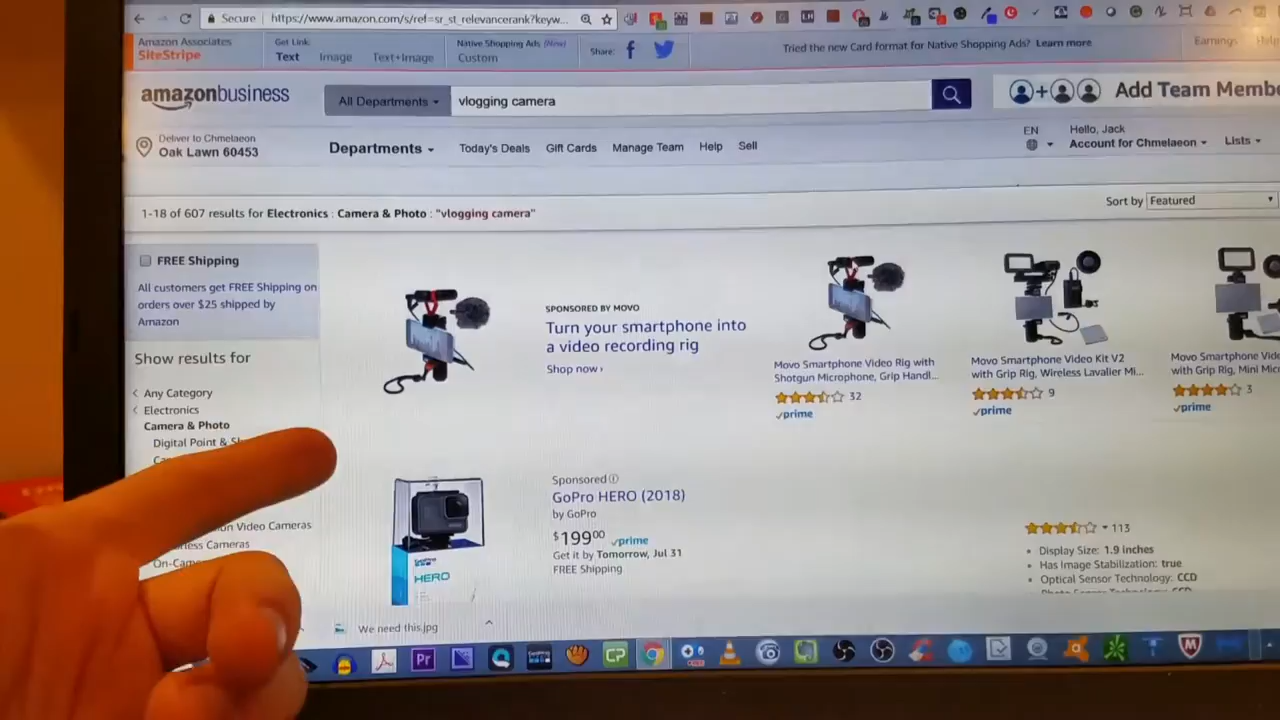 Secure
https://www.amazon.com/s/ref=sr_st_relevancerank?keyw...
Amazon Associates
SiteStripe
Get Link:
Text Image Text+Image
Native Shopping Ads (New)
Custom
Share:
Tried the new Card format for Native Shopping Ads? Learn more
Earnings Help
amazonbusiness
All Departments
vlogging camera
Add Team Membe
Deliver to Chmelaeon
Oak Lawn 60453
Departments
Today's Deals Gift Cards Manage Team Help Sell
EN
Hello, Jack
Account for Chmelaeon
Lists
1-18 of 607 results for Electronics : Camera & Photo : "vlogging camera"
Sort by Featured
FREE Shipping
All customers get FREE Shipping on
orders over $25 shipped by
Amazon
Show results for
Any Category
Electronics
Camera & Photo
Digital Point &
Video Cameras
Cameras
On-Ca
SPONSORED BY MOVO
Turn your smartphone into
a video recording rig
Shop now ›
Movo Smartphone Video Rig with
Shotgun Microphone, Grip Handl...
32
prime
Movo Smartphone Video Kit V2
with Grip Rig, Wireless Lavalier Mi...
9
prime
Movo Smartphone Vide
with Grip Rig, Mini Mic
3
prime
HERO
Sponsored
GoPro HERO (2018)
by GoPro
$19900 prime
Get it by Tomorrow, Jul 31
FREE Shipping
113
Display Size: 1.9 inches
Has Image Stabilization: true
Optical Sensor Technology: CCD
We need this.jpg
Pr
CP